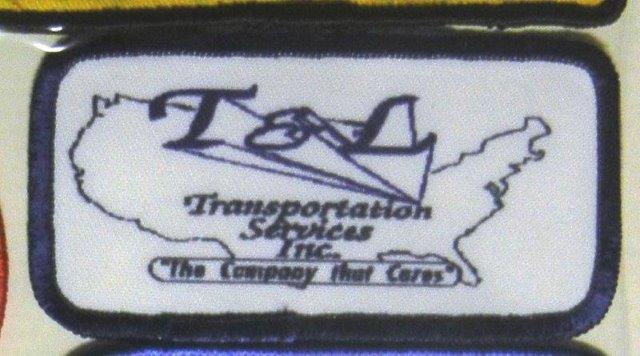 T & L
Transportation
Services
Inc.
"The Company that Cares"